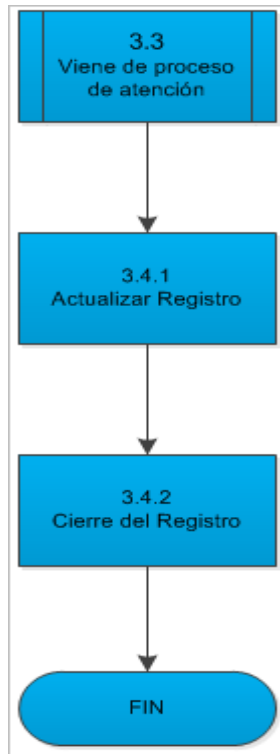 3.3
Viene de proceso
de atención
3.4.1
Actualizar Registro
3.4.2
Cierre del Registro
FIN